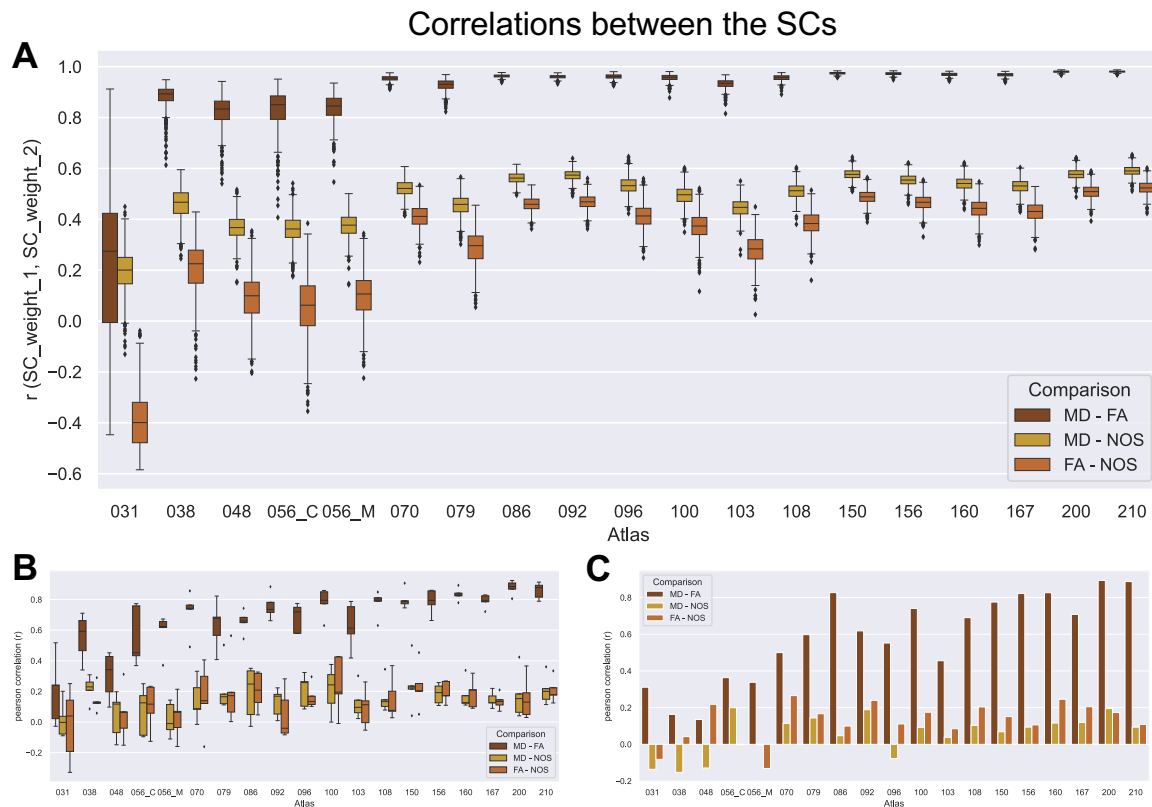 Correlations between the SCs
A
r (SC_weight_1, SC_weight_2)
1.0
0.8
0.6
0.4
0.2
0.0
−0.2
−0.4
−0.6
Comparison
MD - FA
MD - NOS
FA - NOS
031 038 048 056_C 056_M 070 079 086 092 096 100 103 108 150 156 160 167 200 210
Atlas
B
pearson correlation (r)
0.8
0.6
0.4
0.2
0.0
−0.2
Comparison
MD - FA
MD - NOS
FA - NOS
031 038 048 056_C 056_M 070 079 086 092 096 100 103 108 150 156 160 167 200 210
Atlas
C
pearson correlation (r)
0.8
0.6
0.4
0.2
0.0
−0.2
Comparison
MD - FA
MD - NOS
FA - NOS
031 038 048 056_C 056_M 070 079 086 092 096 100 103 108 150 156 160 167 200 210
Atlas